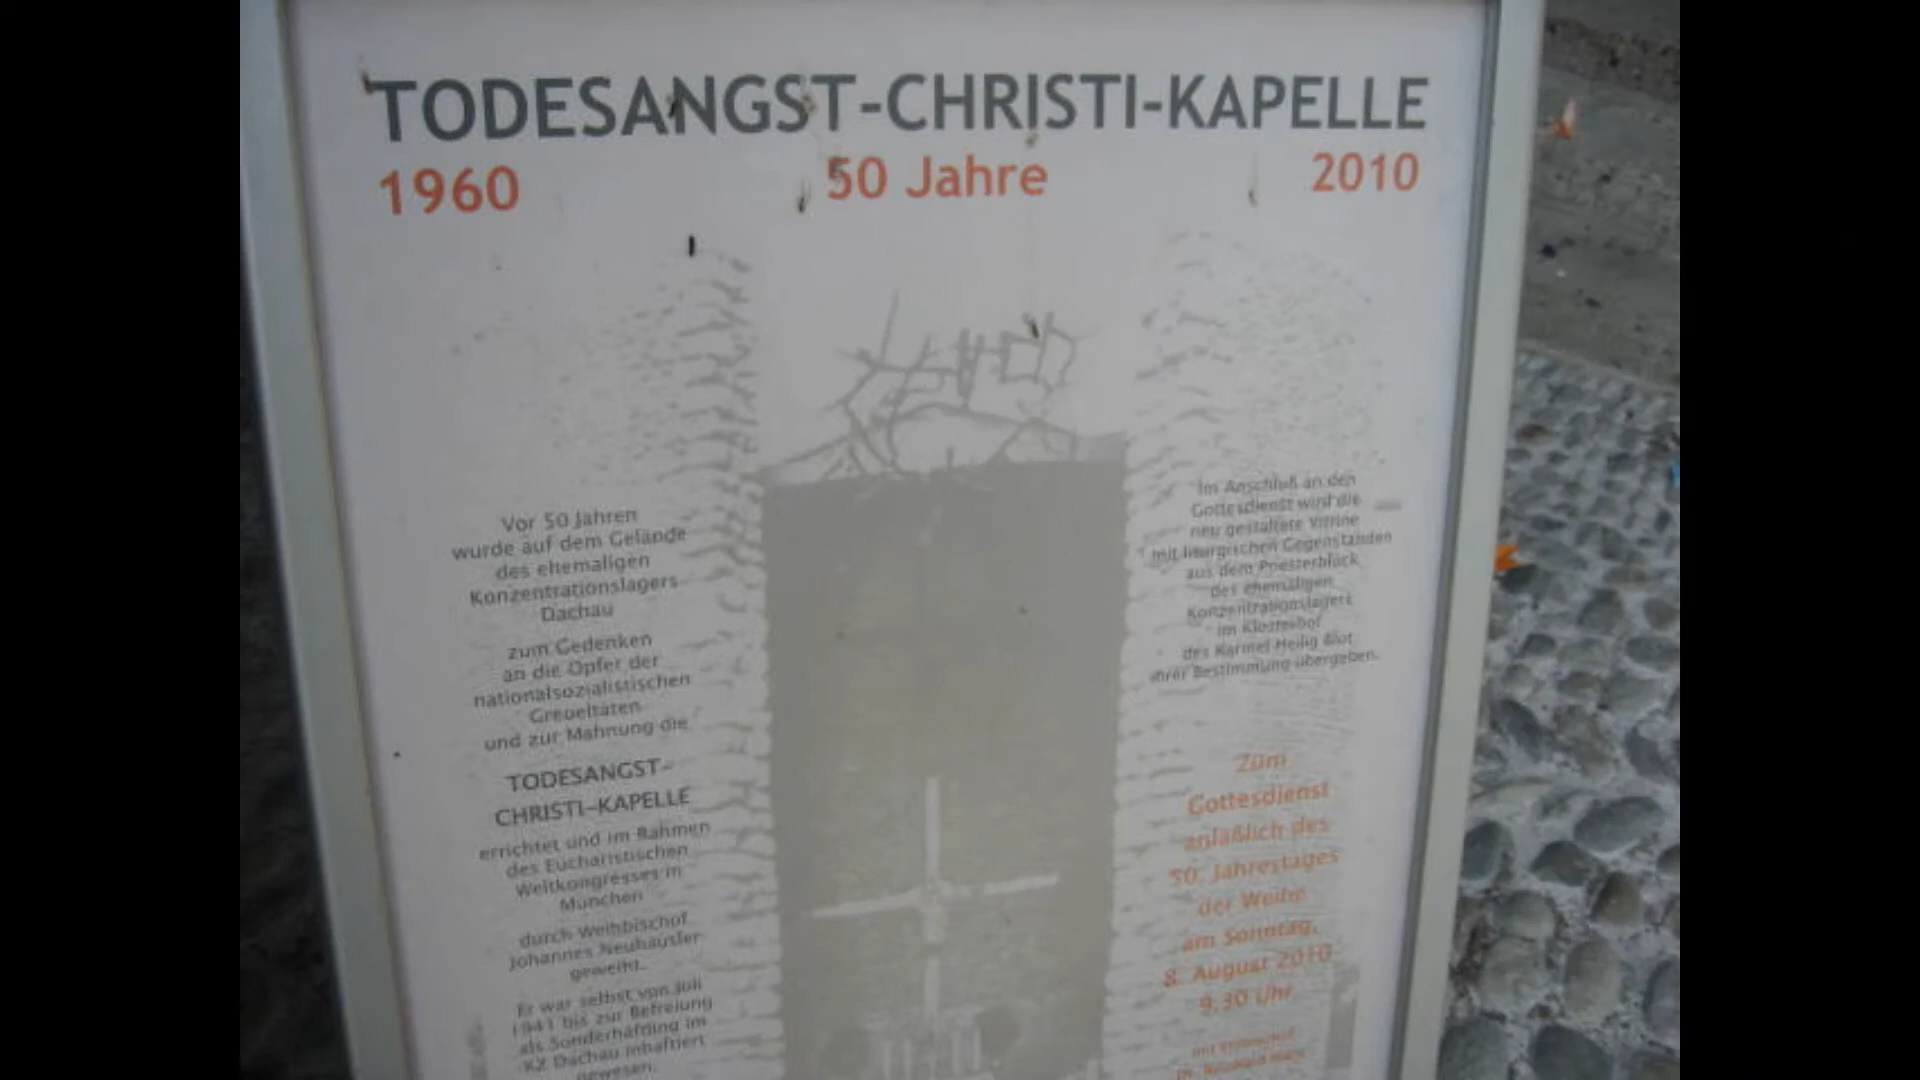 TODESANGST-CHRISTI-KAPELLE
1960 50 Jahre 2010
Vor 50 Jahren
wurde auf dem Gelände
des ehemaligen
Konzentrationslagers
Dachau
zum Gedenken
an die Opfer der
nationalsozialistischen
Greueltaten
und zur Mahnung die
TODESANGST-
CHRISTI-KAPELLE
errichtet und im Rahmen
des Eucharistischen
Weltkongresses in
München
durch Weihbischof
Johannes Neuhäusler
geweiht.
Er war selbst von Juli
1941 bis zur Befreiung
als Sonderhäftling im
KZ Dachau inhaftiert
gewesen.
Im Anschluß an den
Gottesdienst wird die
neu gestaltete Vitrine
mit liturgischen Gegenständen
aus dem Priesterblock
des ehemaligen
Konzentrationslagers
im Klosterhof
des Karmel Heilig Blut
ihrer Bestimmung übergeben.
Zum
Gottesdienst
anläßlich des
50. Jahrestages
der Weihe
am Sonntag,
8. August 2010
9.30 Uhr
mit Erzbischof